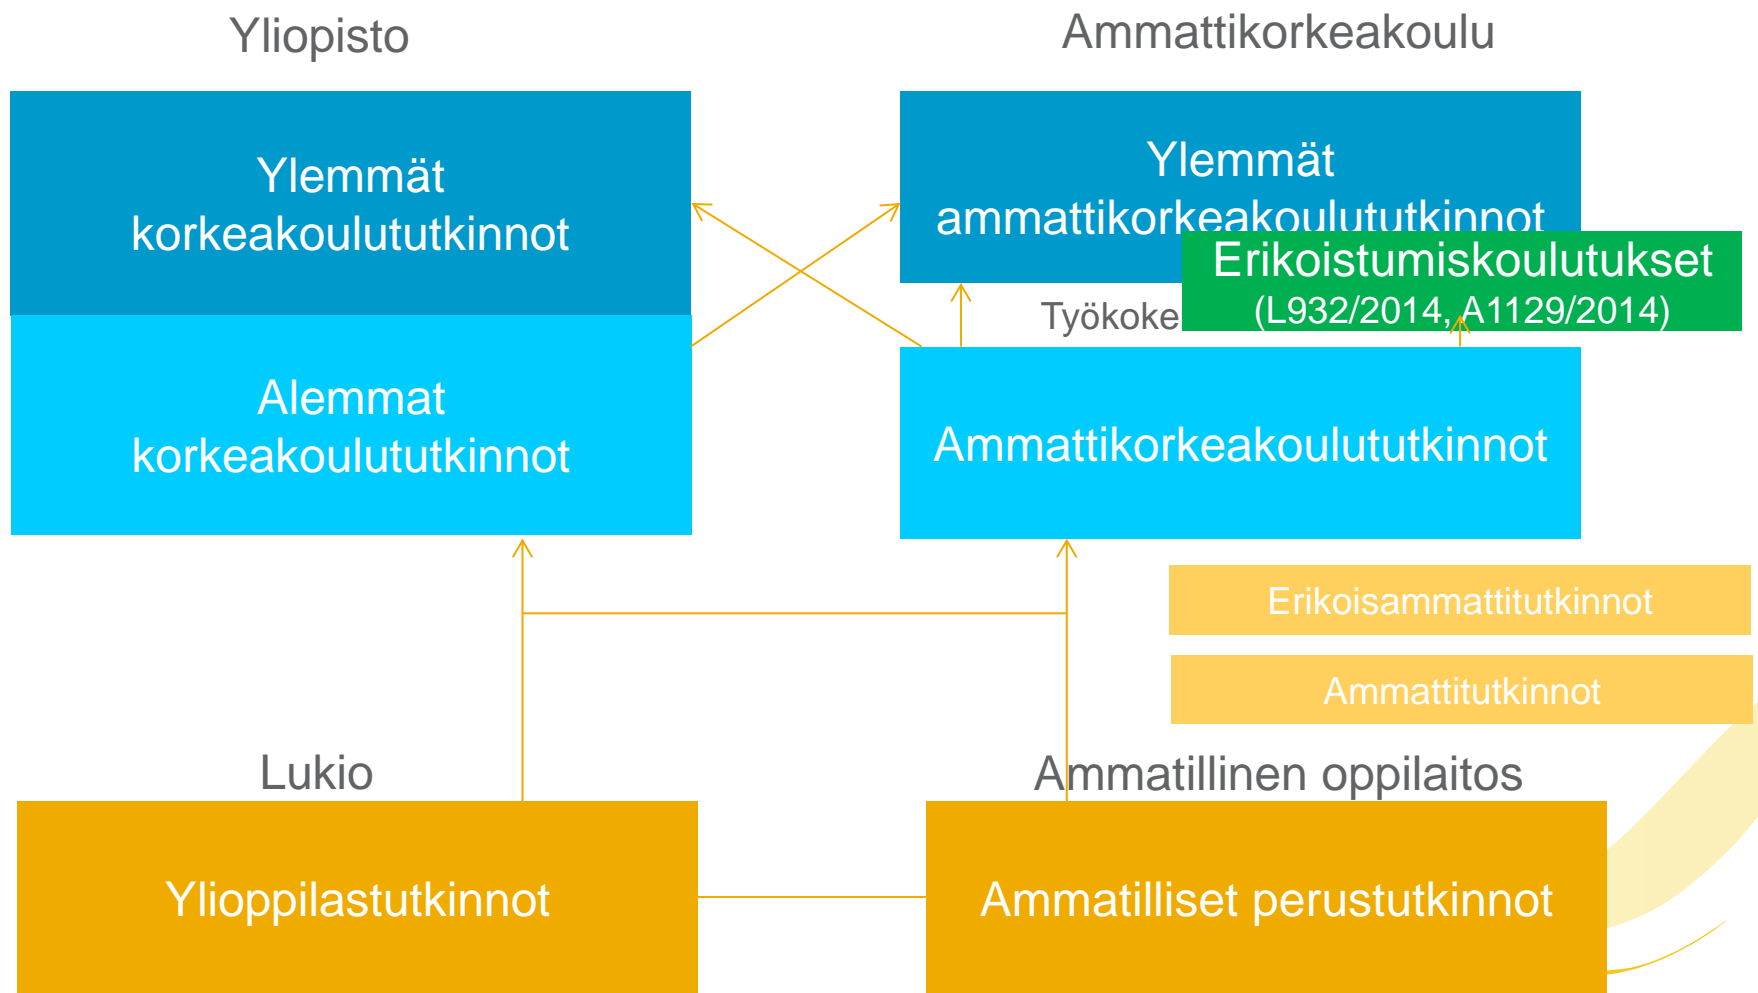 Yliopisto
Ammattikorkeakoulu
Ylemmät
korkeakoulututkinnot
Ylemmät
ammattikorkeakoulututkinnot
Erikoistumiskoulutukset
(L932/2014, A1129/2014)
Työkoke
Alemmat
korkeakoulututkinnot
Ammattikorkeakoulututkinnot
Erikoisammattitutkinnot
Ammattitutkinnot
Lukio
Ammatillinen oppilaitos
Ylioppilastutkinnot
Ammatilliset perustutkinnot